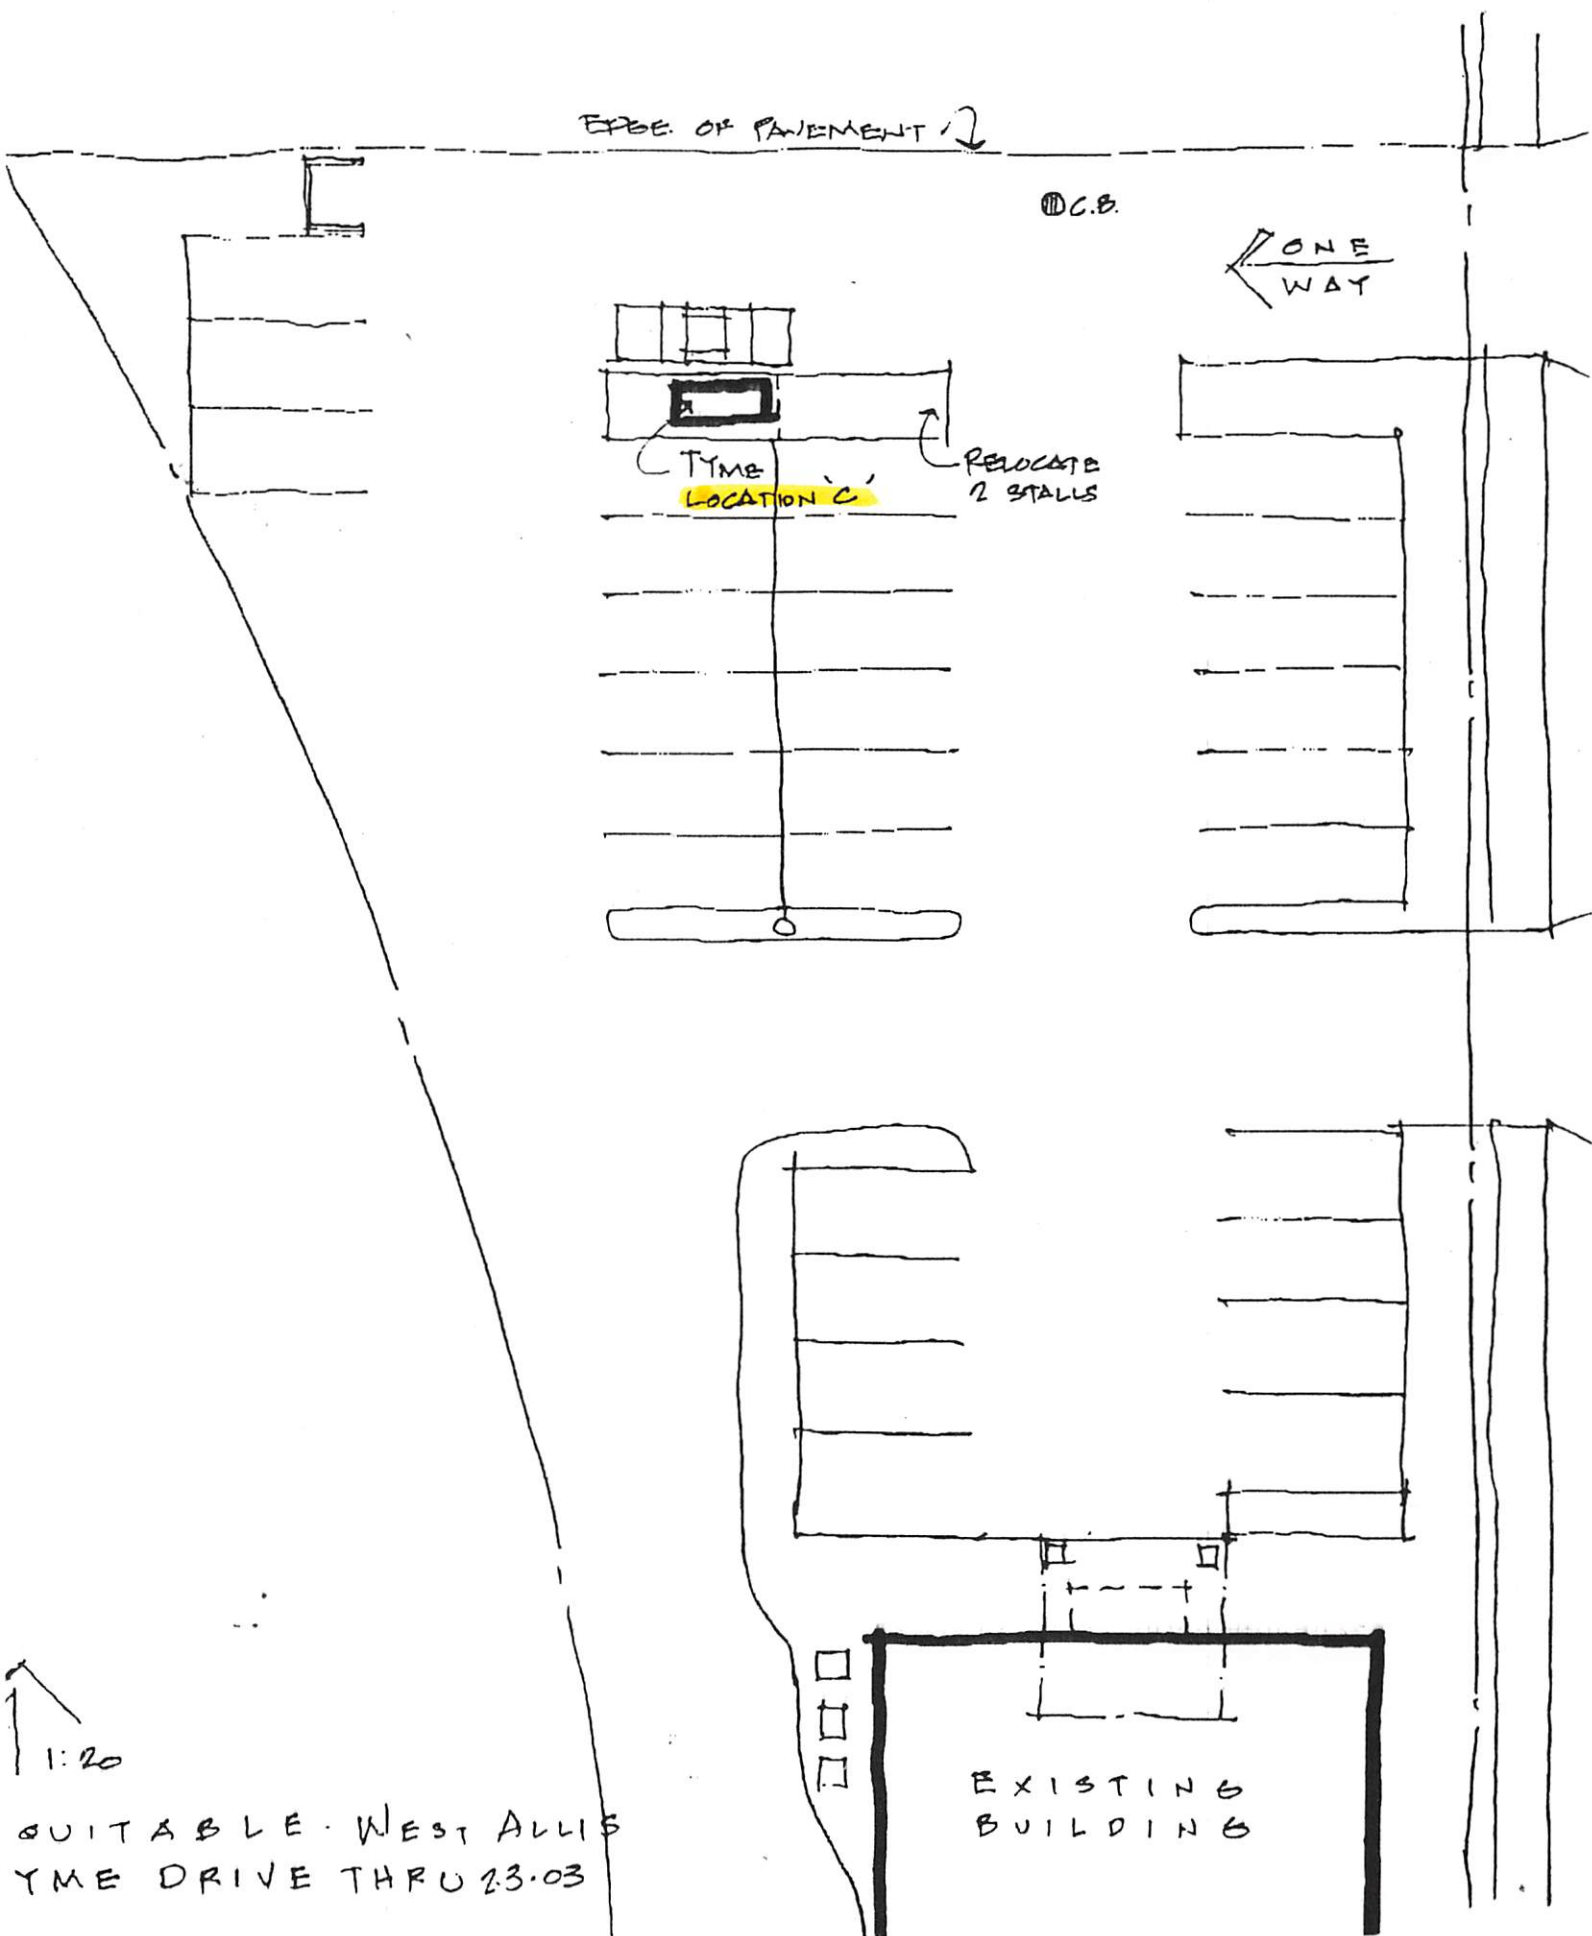 EDGE OF PAVEMENT
C.B.
ONE
WAY
TYME
LOCATION 'C'
RELOCATE
2 STALLS
1:20
EXISTING
BUILDING
QUITABLE. WEST ALLIS
YME DRIVE THRU 23.03